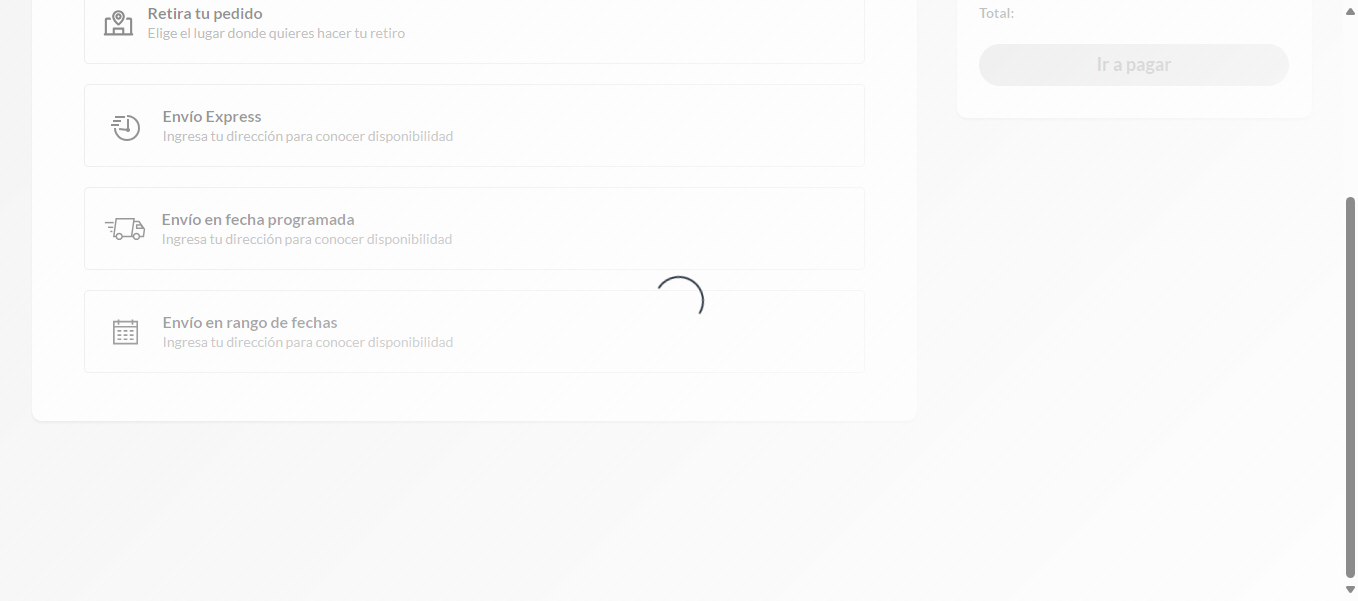 Retira tu pedido
Elige el lugar donde quieres hacer tu retiro
Envío Express
Ingresa tu dirección para conocer disponibilidad
Envío en fecha programada
Ingresa tu dirección para conocer disponibilidad
Envío en rango de fechas
Ingresa tu dirección para conocer disponibilidad
Total:
Ir a pagar